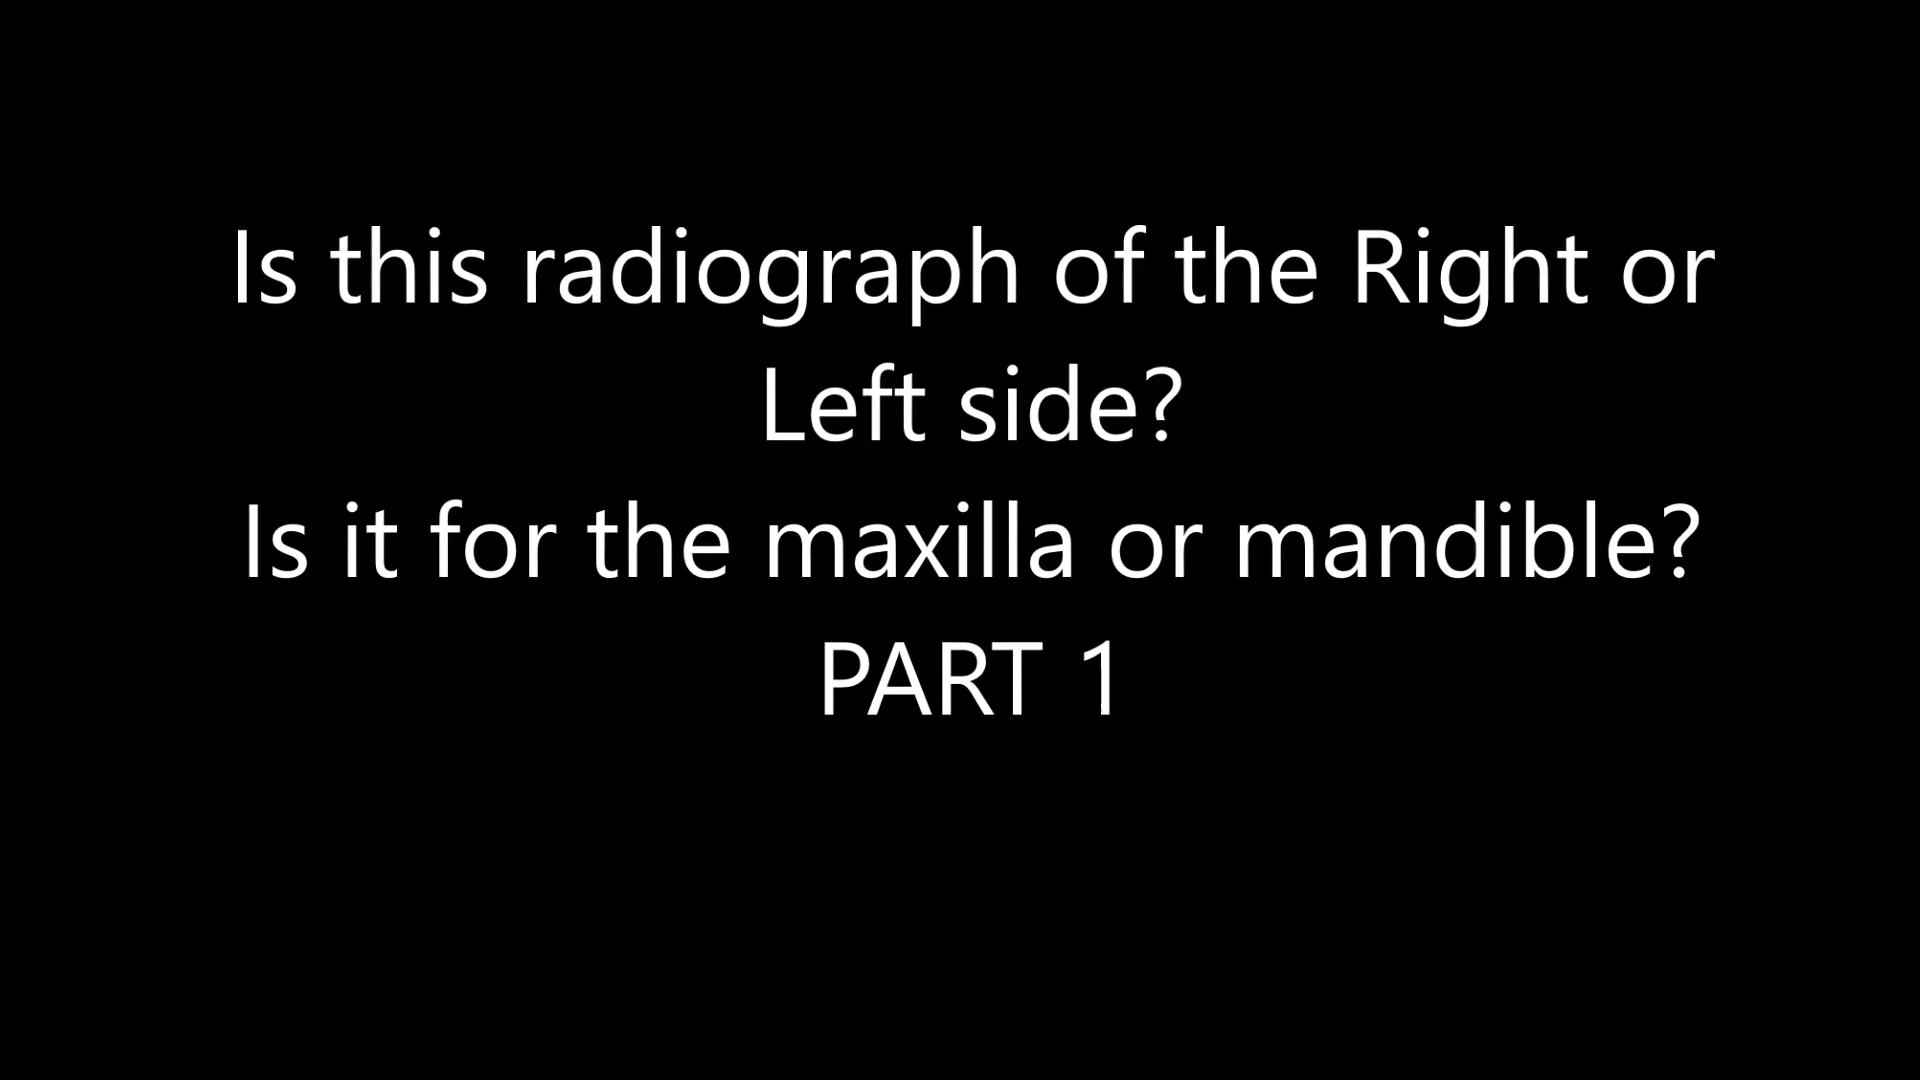 Is this radiograph of the Right or
Left side?
Is it for the maxilla or mandible?
PART 1